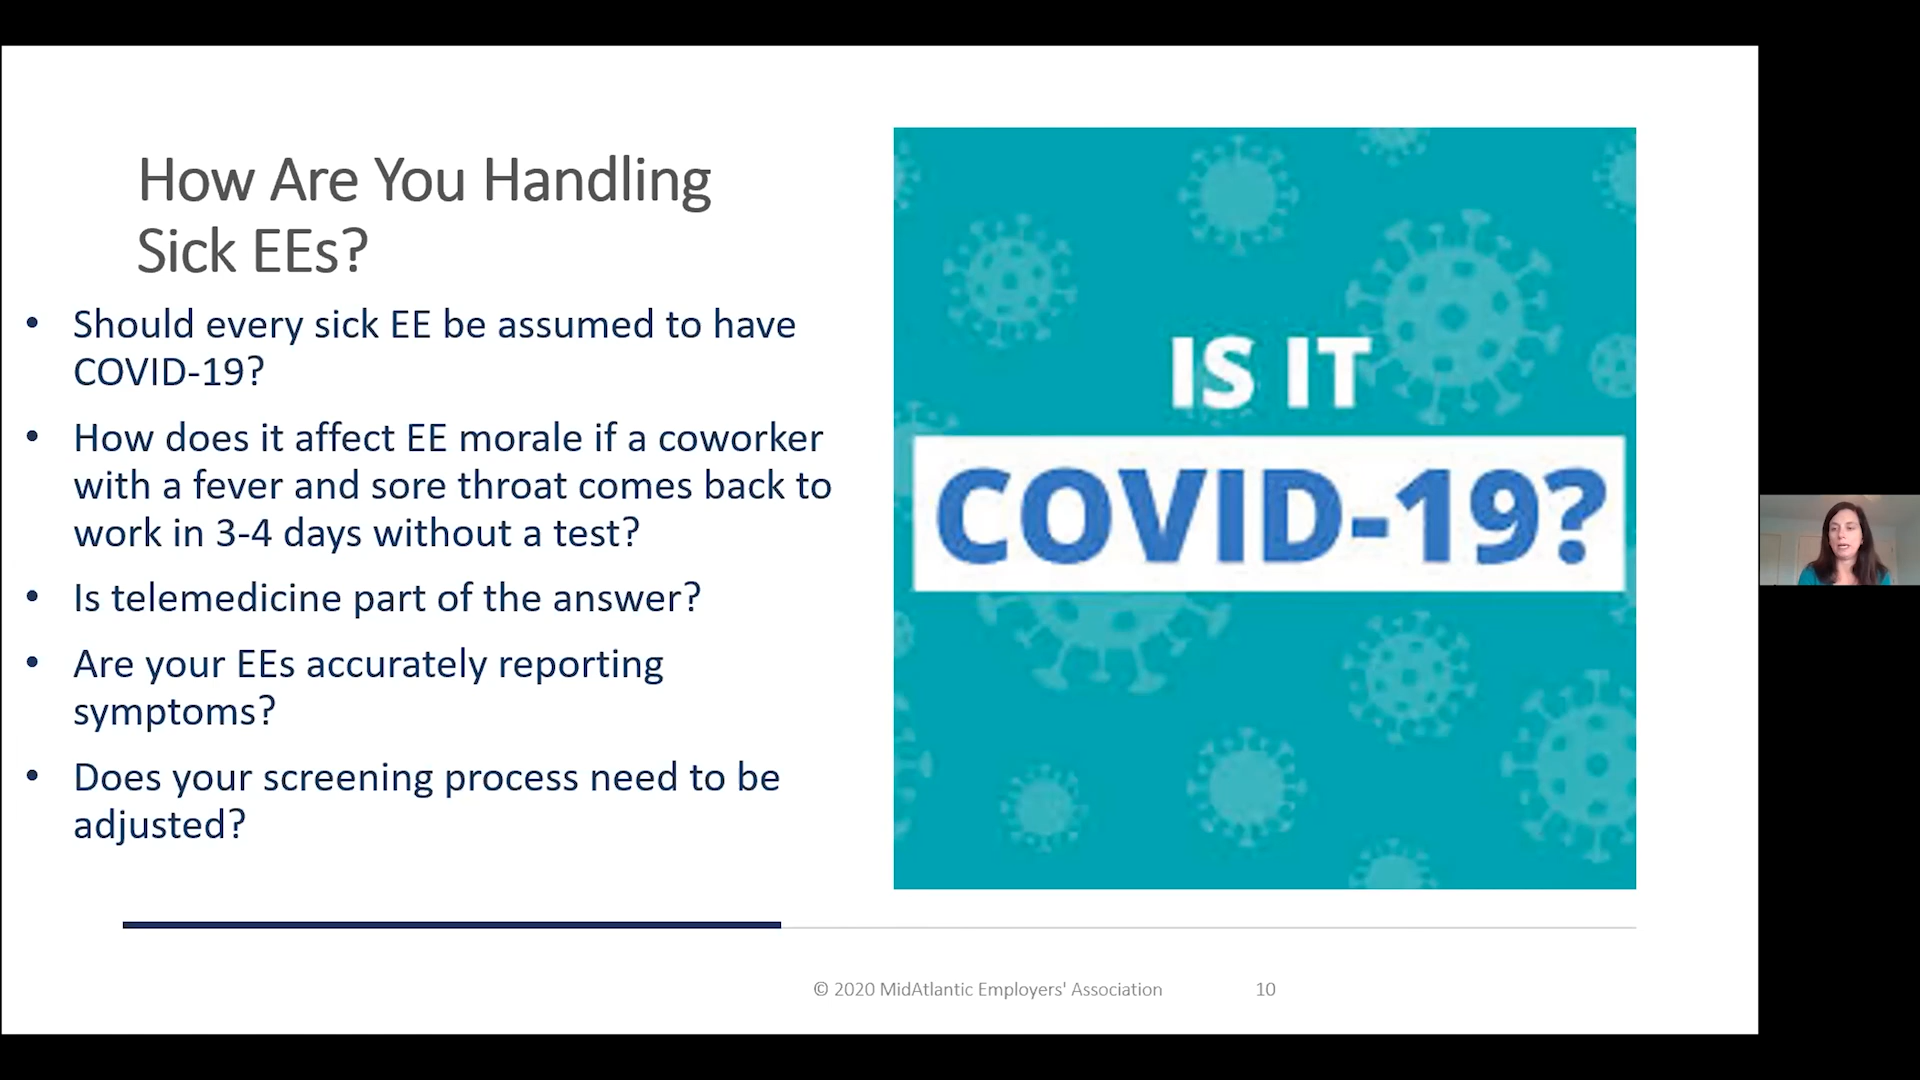 How Are You Handling
Sick EEs?
• Should every sick EE be assumed to have
COVID-19?
• How does it affect EE morale if a coworker
with a fever and sore throat comes back to
work in 3-4 days without a test?
• Is telemedicine part of the answer?
• Are your EEs accurately reporting
symptoms?
• Does your screening process need to be
adjusted?
IS IT
COVID-19?
© 2020 MidAtlantic Employers' Association
10